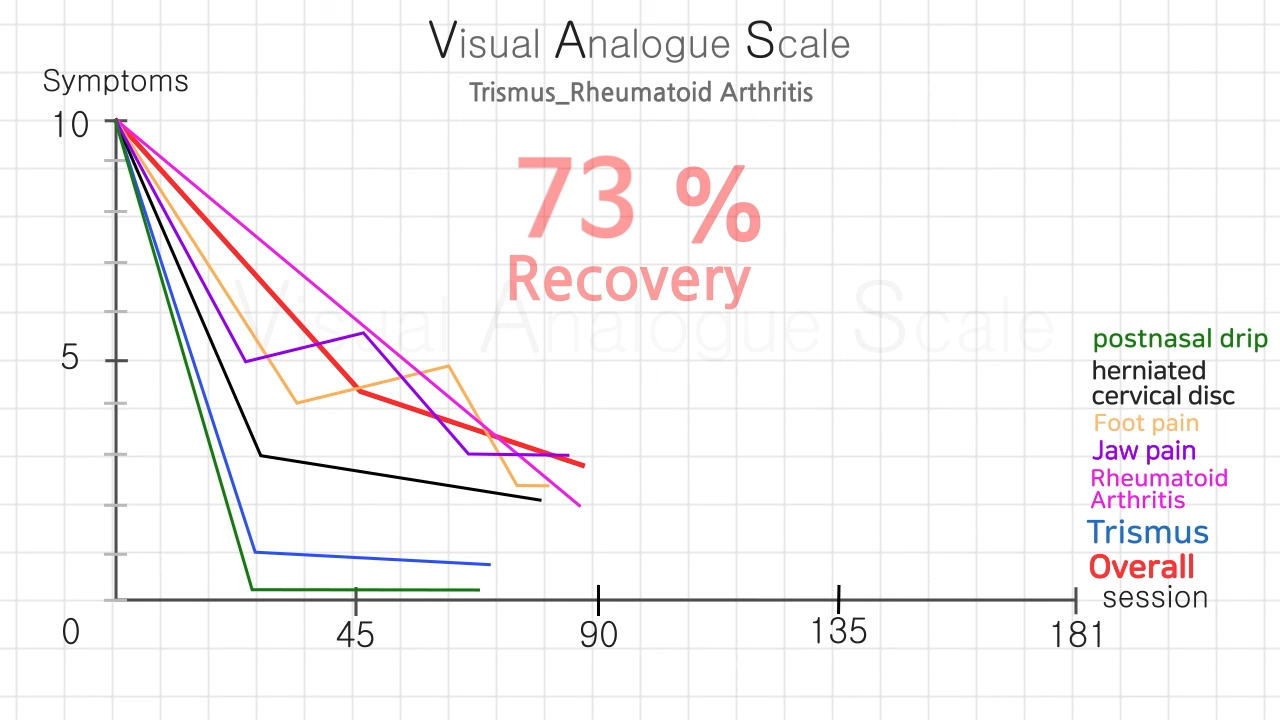 Visual Analogue Scale
Trismus_Rheumatoid Arthritis
Symptoms
10
73 %
Recovery
Visual Analogue Scale
5
postnasal drip
herniated
cervical disc
Foot pain
Jaw pain
Rheumatoid
Arthritis
Trismus
Overall
session
0
45
90
135
181